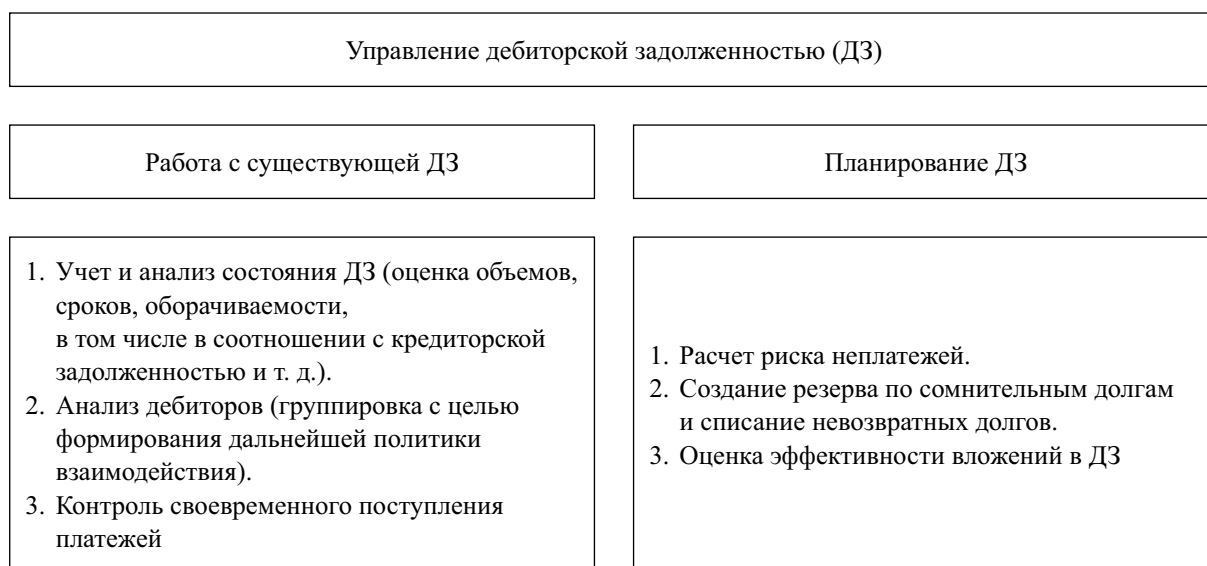 Управление дебиторской задолженностью (ДЗ)
Работа с существующей ДЗ
Планирование ДЗ
1. Учет и анализ состояния ДЗ (оценка объемов,
сроков, оборачиваемости,
в том числе в соотношении с кредиторской
задолженностью и т. д.).
2. Анализ дебиторов (группировка с целью
формирования дальнейшей политики
взаимодействия).
3. Контроль своевременного поступления
платежей
1. Расчет риска неплатежей.
2. Создание резерва по сомнительным долгам
и списание невозвратных долгов.
3. Оценка эффективности вложений в ДЗ